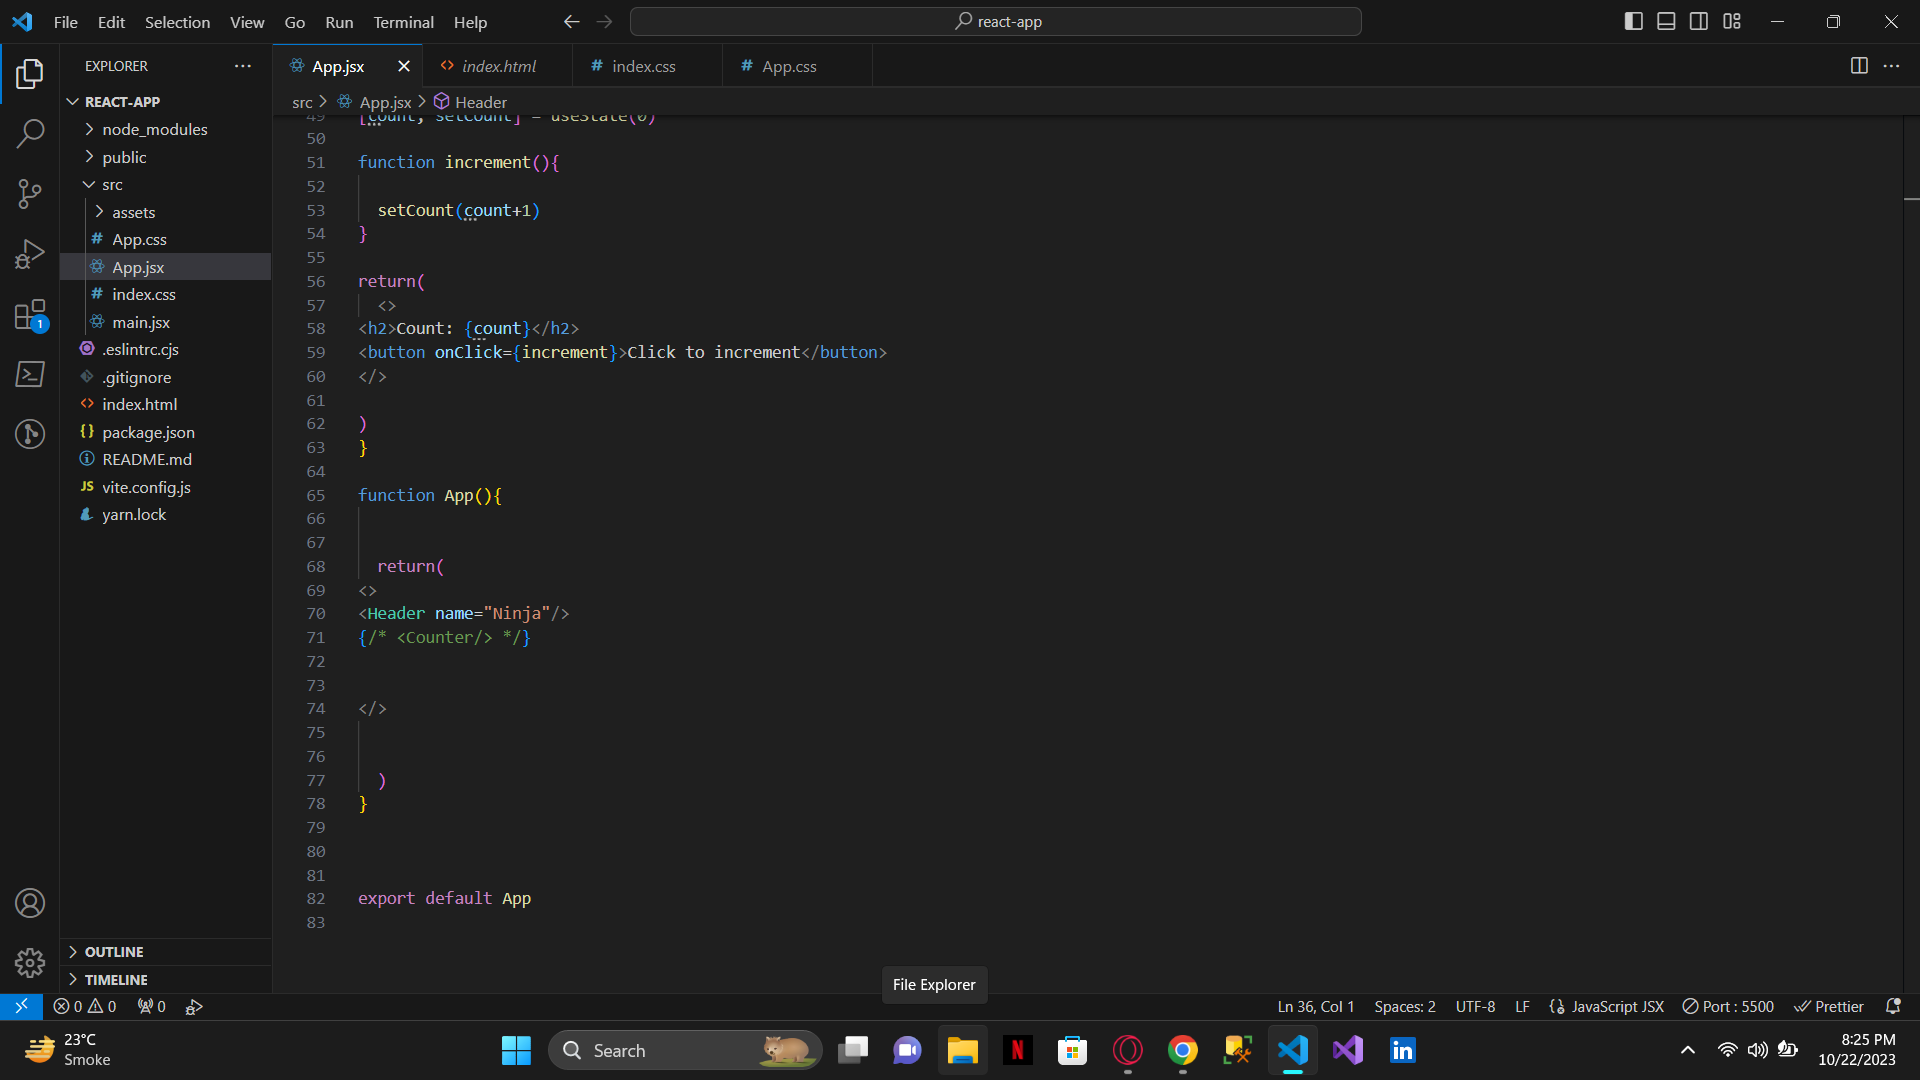 File Edit Selection View Go Run Terminal Help
react-app
EXPLORER
REACT-APP
node_modules
public
src
assets
# App.css
App.jsx
# index.css
main.jsx
.eslintrc.cjs
.gitignore
<> index.html
{} package.json
README.md
JS vite.config.js
yarn.lock
OUTLINE
TIMELINE
1
App.jsx
<> index.html
# index.css
# App.css
src > App.jsx > Header
49 [count, setCount] = useState(0)
50
51 function increment(){
52
53 setCount(count+1)
54 }
55
56 return(
57 <>
58 <h2>Count: {count}</h2>
59 <button onClick={increment}>Click to increment</button>
60 </>
61
62 )
63 }
64
65 function App(){
66
67
68 return(
69 <>
70 <Header name="Ninja"/>
71 {/* <Counter/> */}
72
73
74 </>
75
76
77 )
78 }
79
80
81
82 export default App
83
File Explorer
0 0 0
Ln 36, Col 1 Spaces: 2 UTF-8 LF JavaScript JSX Port : 5500 Prettier
23°C
Smoke
Search
N
in
8:25 PM
10/22/2023